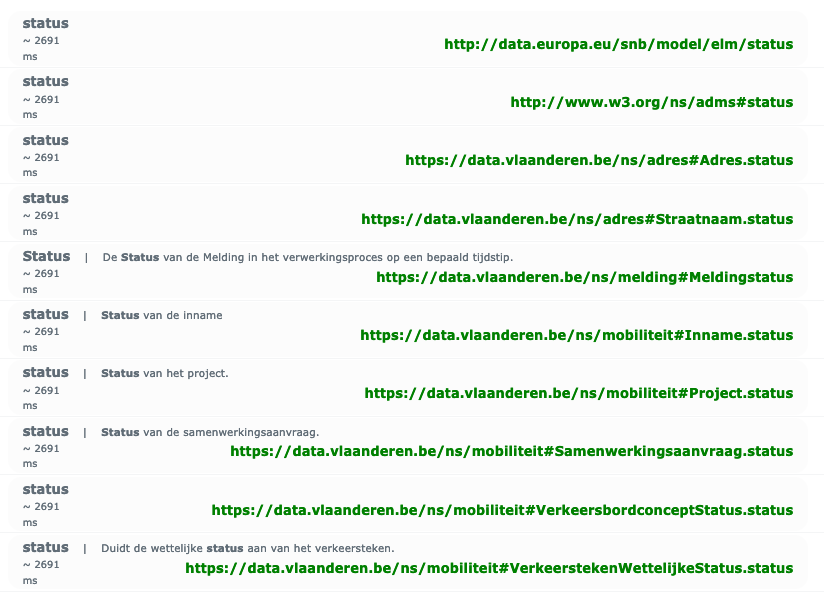 status
~ 2691
ms
http://data.europa.eu/snb/model/elm/status
status
~ 2691
ms
http://www.w3.org/ns/adms#status
status
~ 2691
ms
https://data.vlaanderen.be/ns/adres#Adres.status
status
~ 2691
ms
https://data.vlaanderen.be/ns/adres#Straatnaam.status
Status | De Status van de Melding in het verwerkingsproces op een bepaald tijdstip.
~ 2691
ms
https://data.vlaanderen.be/ns/melding#Meldingstatus
status | Status van de inname
~ 2691
ms
https://data.vlaanderen.be/ns/mobiliteit#Inname.status
status | Status van het project.
~ 2691
ms
https://data.vlaanderen.be/ns/mobiliteit#Project.status
status | Status van de samenwerkingsaanvraag.
~ 2691
ms
https://data.vlaanderen.be/ns/mobiliteit#Samenwerkingsaanvraag.status
status
~ 2691
ms
https://data.vlaanderen.be/ns/mobiliteit#VerkeersbordconceptStatus.status
status | Duidt de wettelijke status aan van het verkeersteken.
~ 2691
ms
https://data.vlaanderen.be/ns/mobiliteit#VerkeerstekenWettelijkeStatus.status